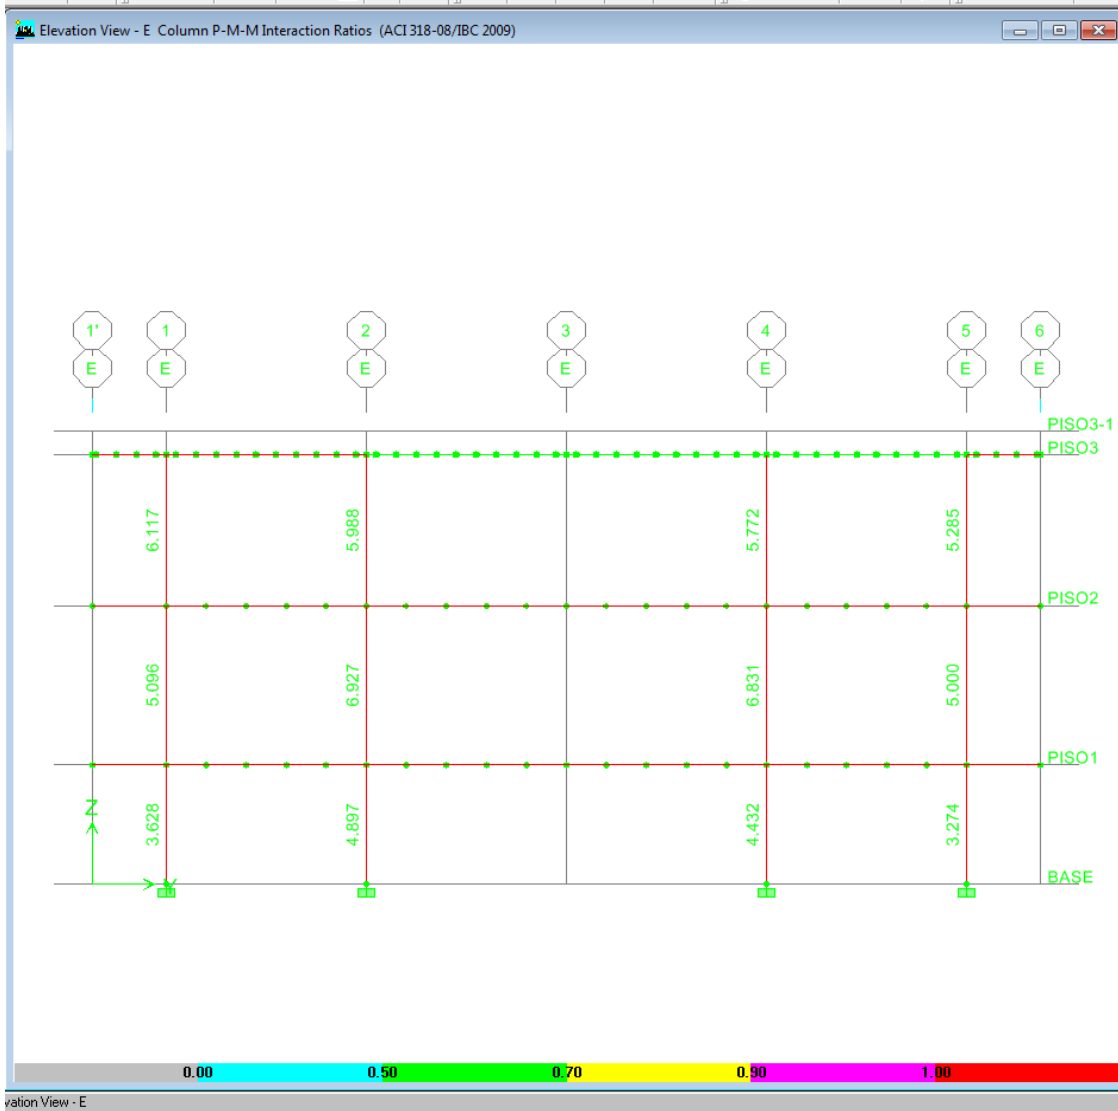 Elevation View - E Column P-M-M Interaction Ratios (ACI 318-08/IBC 2009)
1' 1 2 3 4 5 6
E E E E E E E
PISO3-1
PISO3
6.117 5.988 5.772 5.285
PISO2
5.096 6.927 6.831 5.000
PISO1
Z
3.628 4.897 4.432 3.274
Y
BASE
0.00 0.50 0.70 0.90 1.00
vation View - E